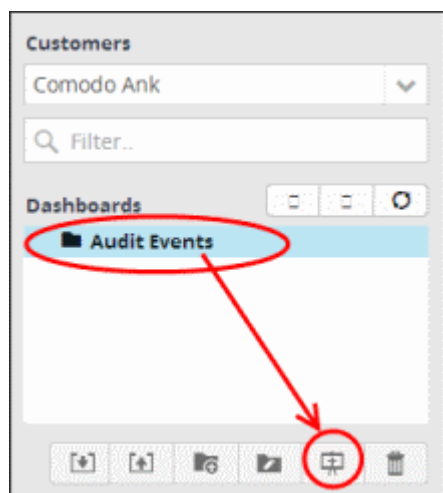 Customers
Comodo Ank
Filter..
Dashboards
Audit Events